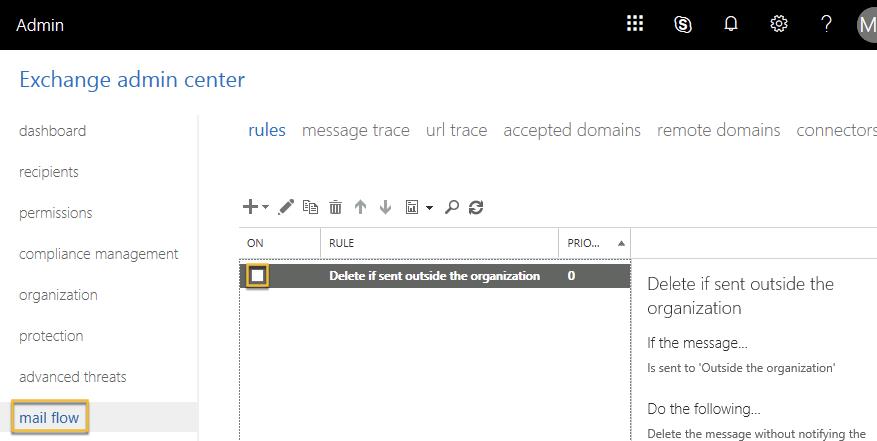 Admin
M
Exchange admin center
dashboard
recipients
permissions
compliance management
organization
protection
advanced threats
mail flow
rules message trace url trace accepted domains remote domains connectors
ON RULE PRIO...
Delete if sent outside the organization 0
Delete if sent outside the
organization
If the message...
Is sent to 'Outside the organization'
Do the following...
Delete the message without notifying the